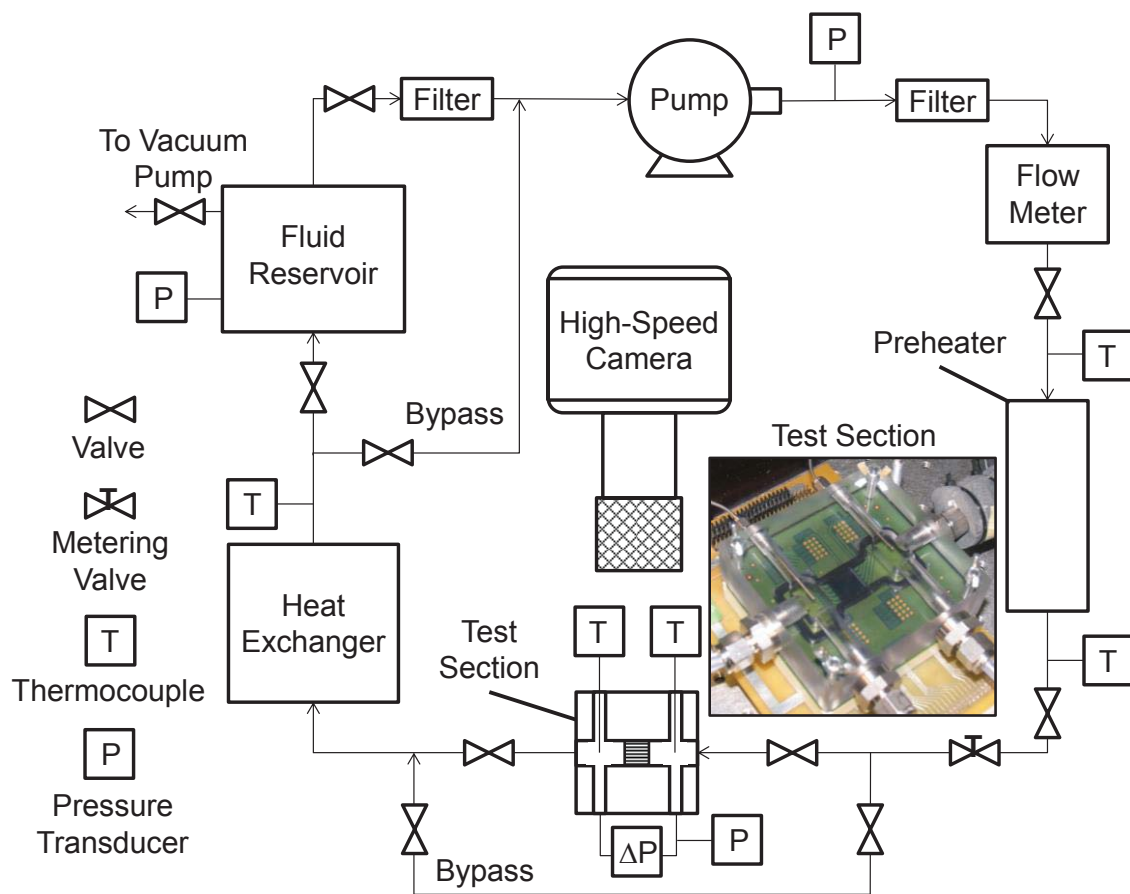 P
Filter
Pump
Filter
To Vacuum
Pump
Flow
Meter
Fluid
Reservoir
P
High-Speed
Camera
Preheater
T
Valve
Bypass
Test Section
T
Metering
Valve
Heat
Exchanger
Test
Section
T
T
T
T
Thermocouple
P
Pressure
Transducer
ΔP
P
Bypass